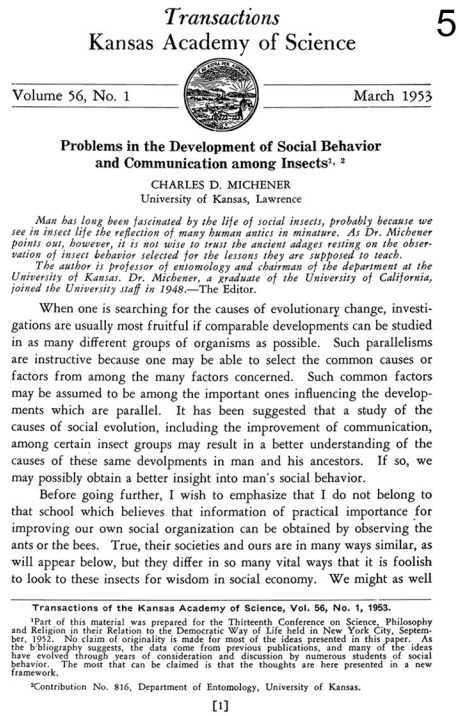 Transactions
5
Kansas Academy of Science
Volume 56, No. 1
March 1953
Problems in the Development of Social Behavior
and Communication among Insects¹, ²
CHARLES D. MICHENER
University of Kansas, Lawrence
Man has long been fascinated by the life of social insects, probably because we
see in insect life the reflection of many human antics in minature. As Dr. Michener
points out, however, it is not wise to trust the ancient adages resting on the obser-
vation of insect behavior selected for the lessons they are supposed to teach.
The author is professor of entomology and chairman of the department at the
University of Kansas. Dr. Michener, a graduate of the University of California,
joined the University staff in 1948.—The Editor.
When one is searching for the causes of evolutionary change, investi-
gations are usually most fruitful if comparable developments can be studied
in as many different groups of organisms as possible. Such parallelisms
are instructive because one may be able to select the common causes or
factors from among the many factors concerned. Such common factors
may be assumed to be among the important ones influencing the develop-
ments which are parallel. It has been suggested that a study of the
causes of social evolution, including the improvement of communication,
among certain insect groups may result in a better understanding of the
causes of these same devolpments in man and his ancestors. If so, we
may possibly obtain a better insight into man's social behavior.
Before going further, I wish to emphasize that I do not belong to
that school which believes that information of practical importance for
improving our own social organization can be obtained by observing the
ants or the bees. True, their societies and ours are in many ways similar, as
will appear below, but they differ in so many vital ways that it is foolish
to look to these insects for wisdom in social economy. We might as well
Transactions of the Kansas Academy of Science, Vol. 56, No. 1, 1953.
¹Part of this material was prepared for the Thirteenth Conference on Science, Philosophy
and Religion in their Relation to the Democratic Way of Life held in New York City, Septem-
ber, 1952. No claim of originality is made for most of the ideas presented in this paper. As
the b'bliography suggests, the data come from previous publications, and many of the ideas
have evolved through years of consideration and discussion by numerous students of social
behavior. The most that can be claimed is that the thoughts are here presented in a new
framework.
²Contribution No. 816, Department of Entomology, University of Kansas.
[1]